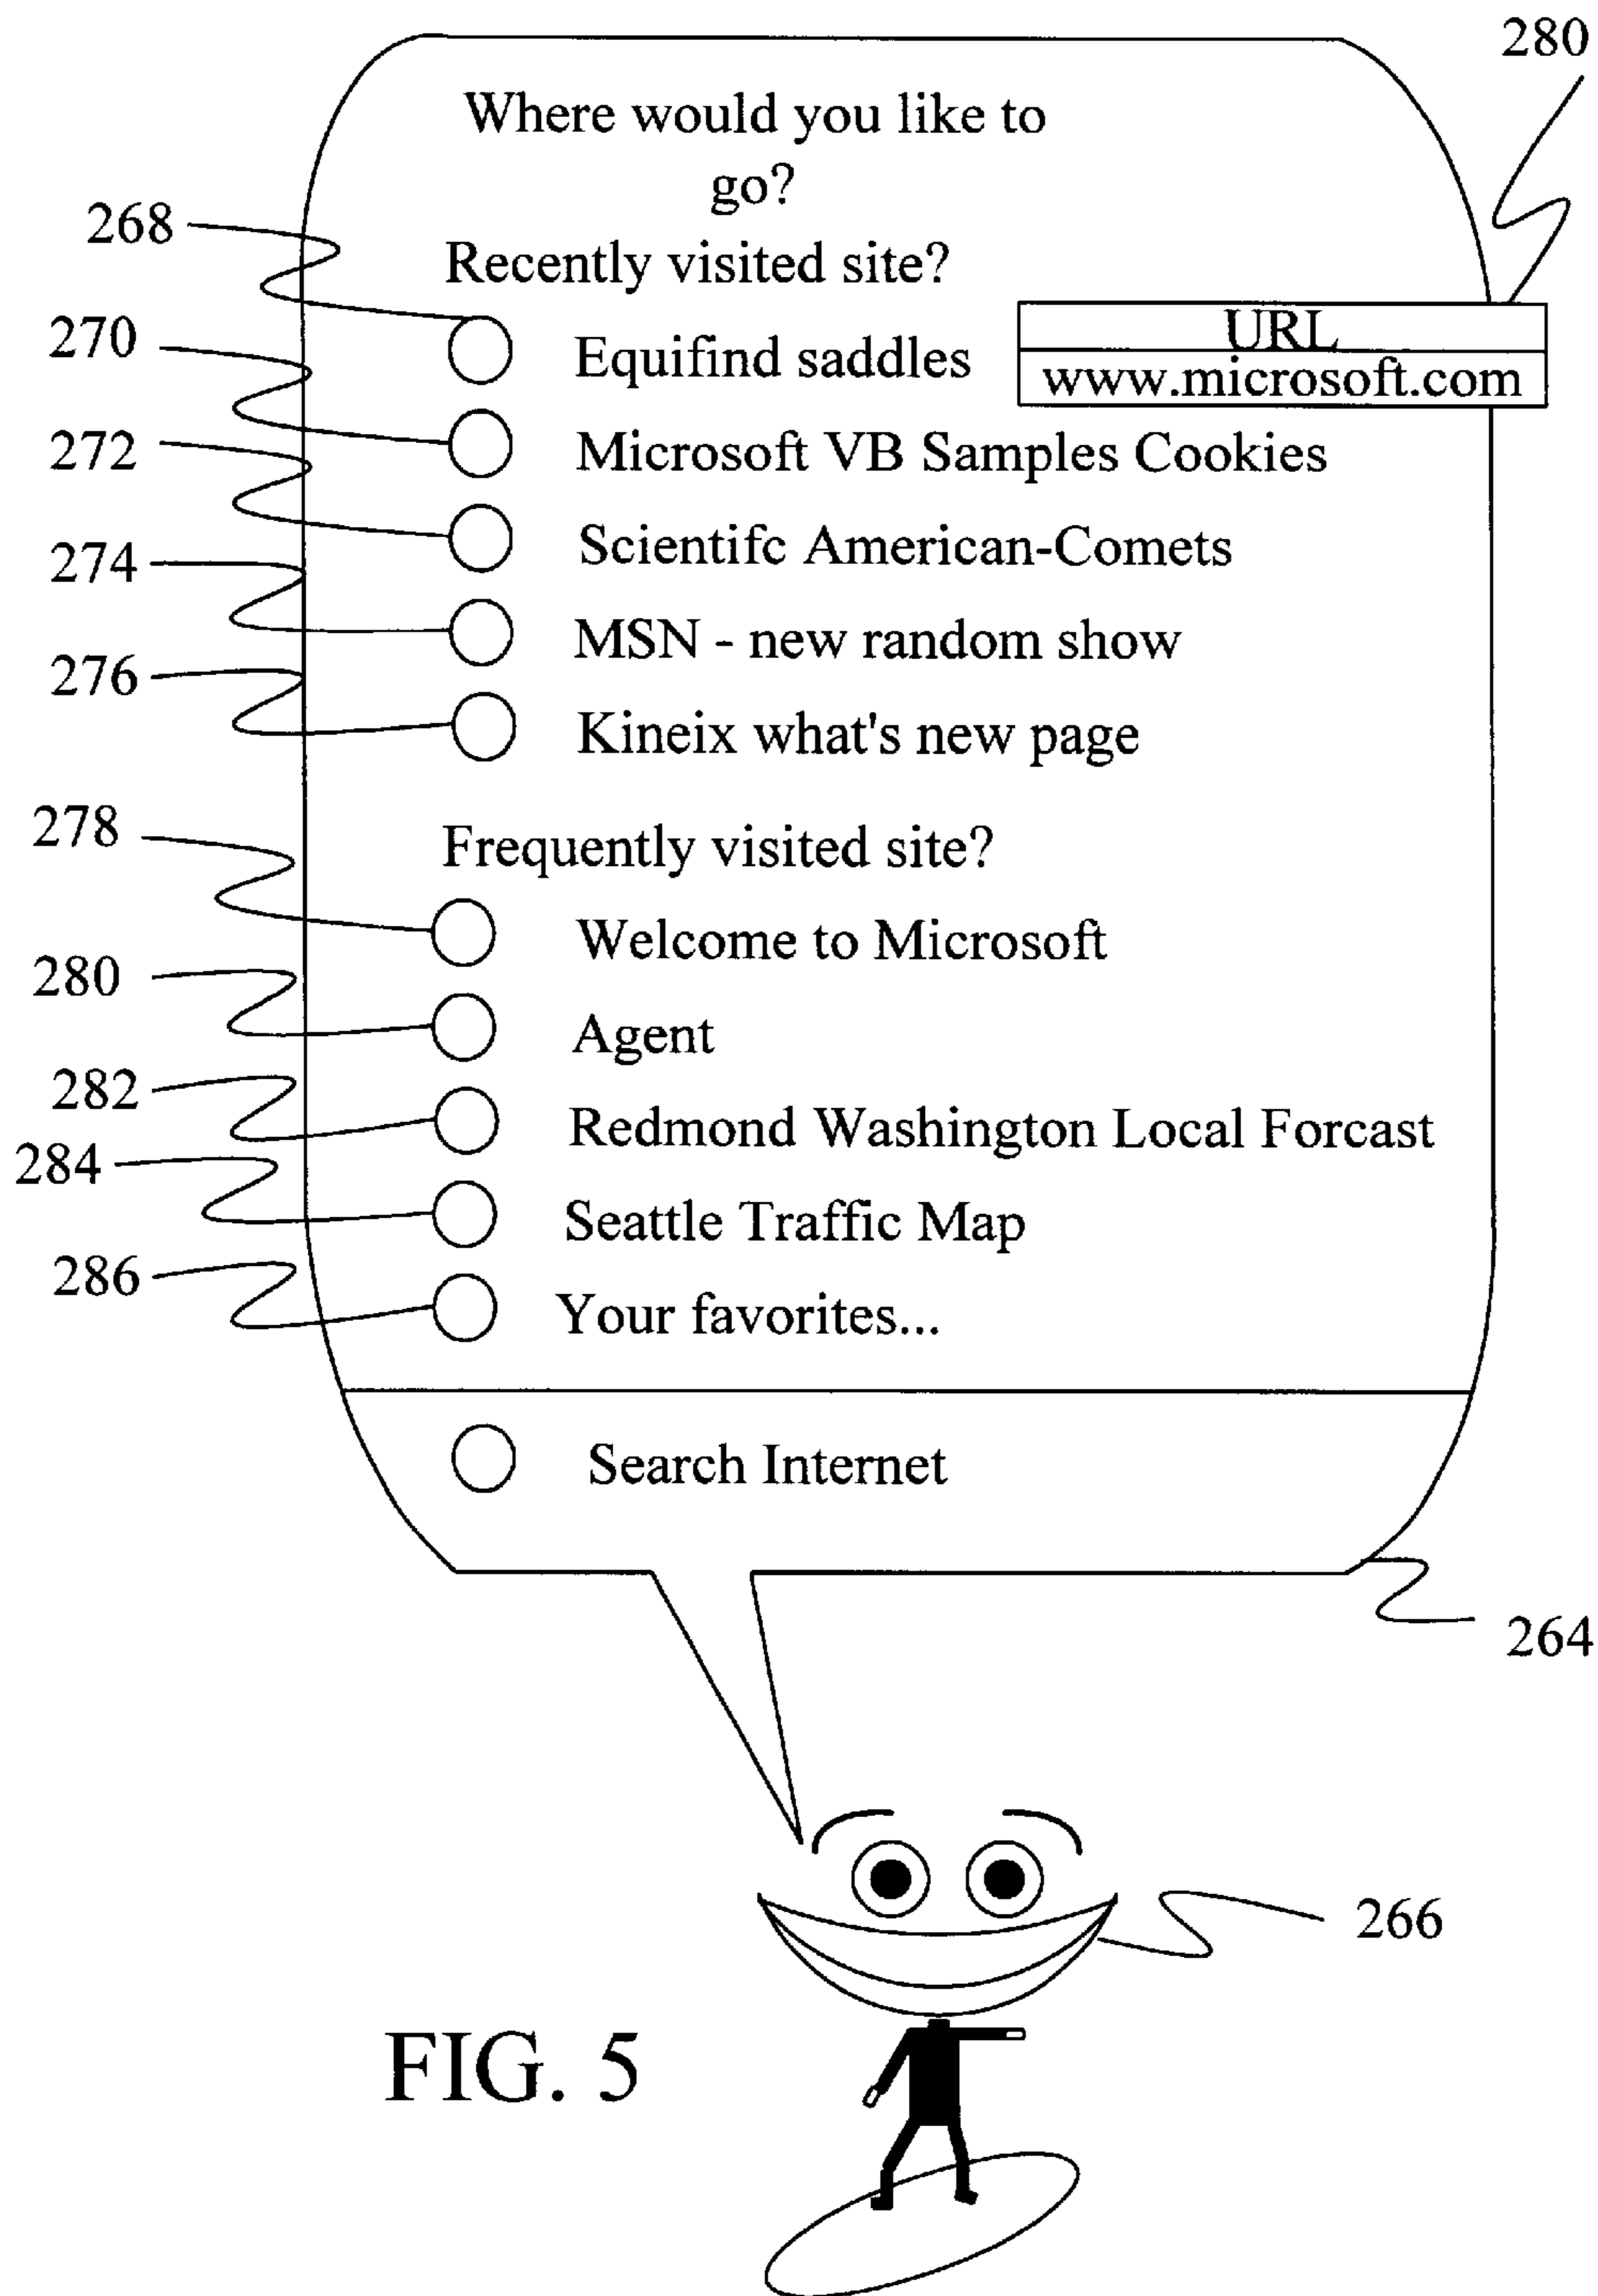 280
Where would you like to
go?
268
Recently visited site?
URL
www.microsoft.com
270
Equifind saddles
272
Microsoft VB Samples Cookies
Scientifc American-Comets
274
MSN - new random show
276
Kineix what's new page
278
Frequently visited site?
Welcome to Microsoft
280
Agent
282
Redmond Washington Local Forcast
284
Seattle Traffic Map
286
Your favorites...
Search Internet
264
266
FIG. 5